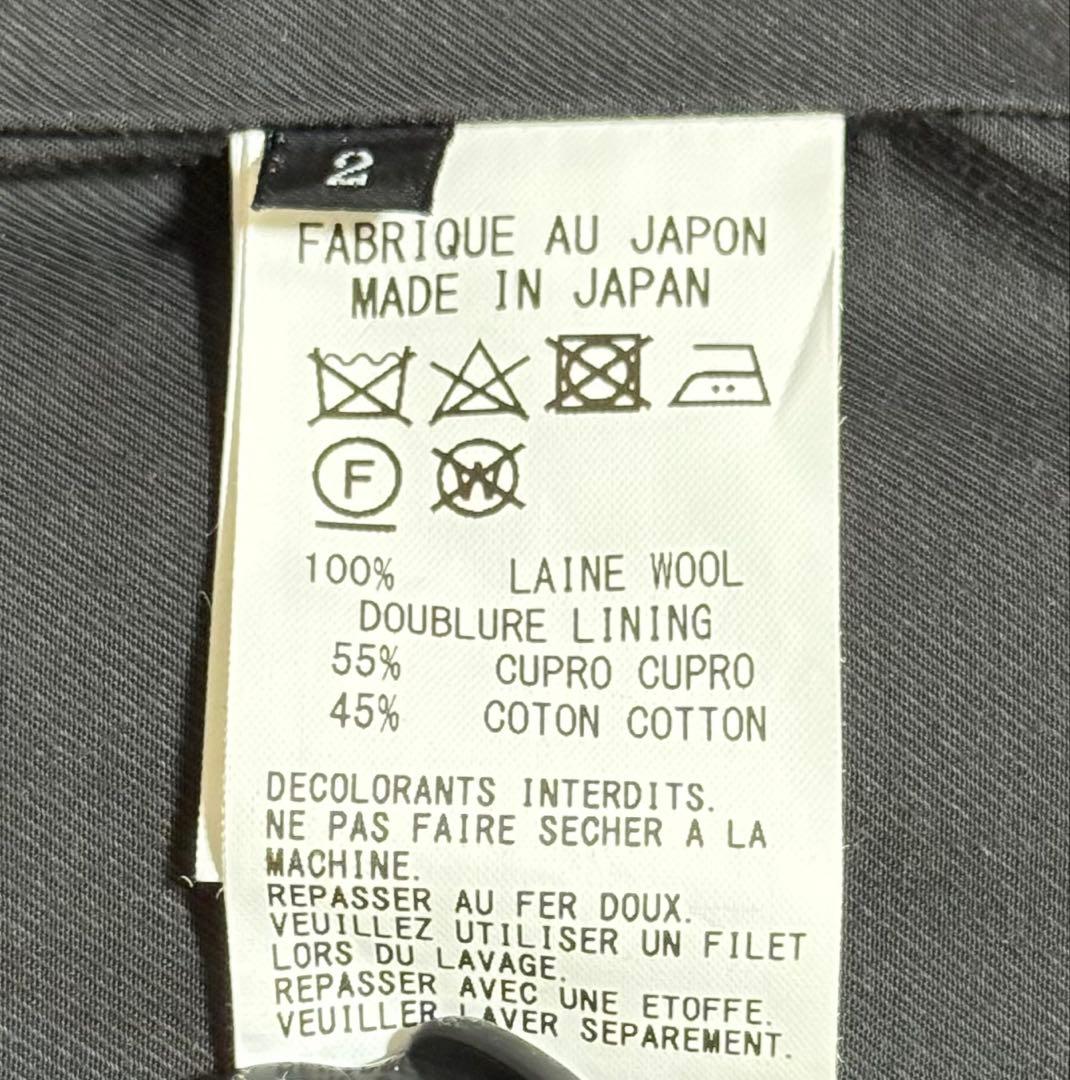 2
FABRIQUE AU JAPON
MADE IN JAPAN
F W
100% LAINE WOOL
DOUBLURE LINING
55% CUPRO CUPRO
45% COTON COTTON
DECOLORANTS INTERDITS.
NE PAS FAIRE SECHER A LA
MACHINE.
REPASSER AU FER DOUX.
VEUILLEZ UTILISER UN FILET
LORS DU LAVAGE.
REPASSER AVEC UNE ETOFFE.
VEUILLER LAVER SEPAREMENT.